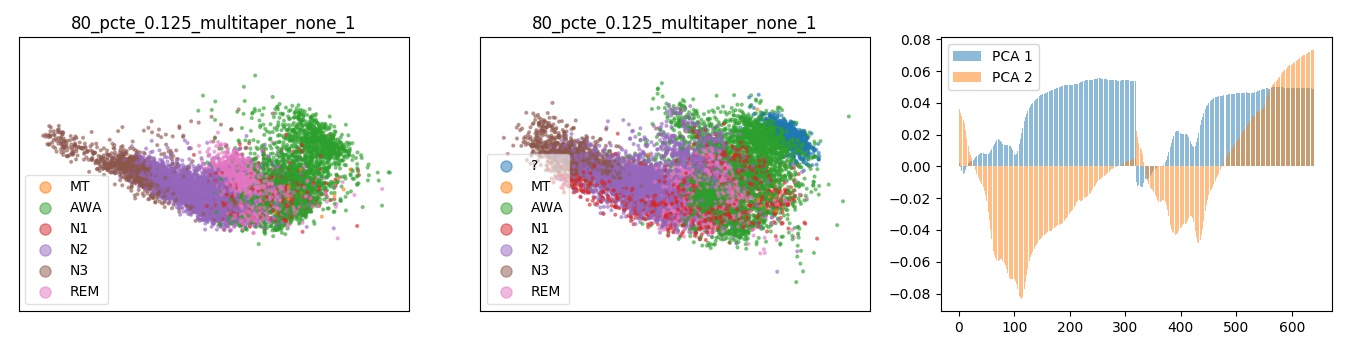 80_pcte_0.125_multitaper_none_1
MT
AWA
N1
N2
N3
REM
80_pcte_0.125_multitaper_none_1
?
MT
AWA
N1
N2
N3
REM
PCA 1
PCA 2
0.08
0.06
0.04
0.02
0.00
−0.02
−0.04
−0.06
−0.08
0 100 200 300 400 500 600